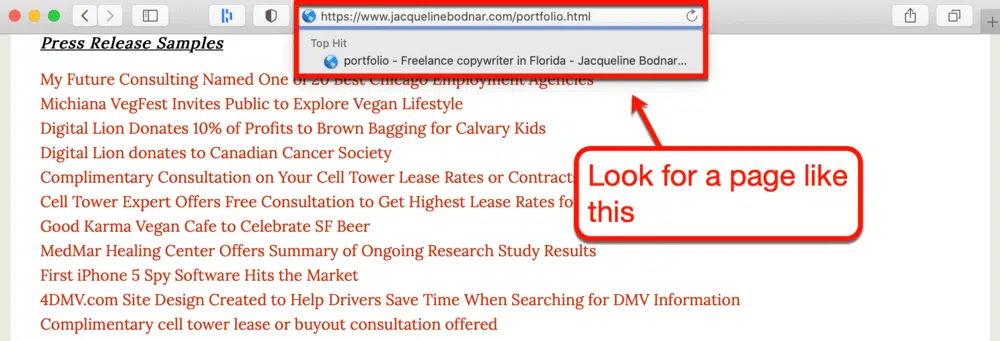 https://www.jacquelinebodnar.com/portfolio.html
Top Hit
portfolio - Freelance copywriter in Florida - Jacqueline Bodnar...
Press Release Samples
My Future Consulting Named One of 20 Best Chicago Employment Agencies
Michiana VegFest Invites Public to Explore Vegan Lifestyle
Digital Lion Donates 10% of Profits to Brown Bagging for Calvary Kids
Digital Lion donates to Canadian Cancer Society
Complimentary Consultation on Your Cell Tower Lease Rates or Contract
Cell Tower Expert Offers Free Consultation to Get Highest Lease Rates fo
Good Karma Vegan Cafe to Celebrate SF Beer
MedMar Healing Center Offers Summary of Ongoing Research Study Results
First iPhone 5 Spy Software Hits the Market
4DMV.com Site Design Created to Help Drivers Save Time When Searching for DMV Information
Complimentary cell tower lease or buyout consultation offered
Look for a page like
this